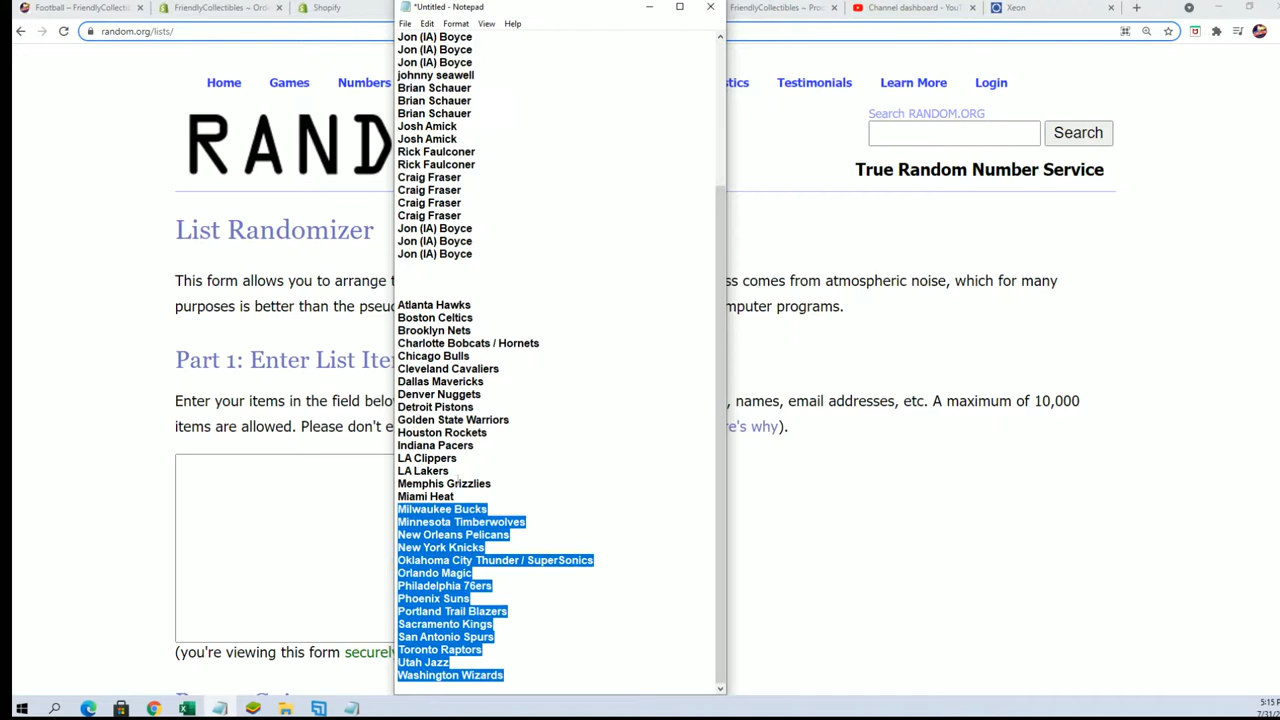 Football – FriendlyCollectib
FriendlyCollectibles ~ Ord
Shopify
*Untitled - Notepad
FriendlyCollectibles ~ Proc
Channel dashboard - YouT
Xeon
random.org/lists/
File Edit Format View Help
Home Games Numbers
stics Testimonials Learn More Login
Search RANDOM.ORG
RAND
Search
True Random Number Service
List Randomizer
This form allows you to arrange t
ss comes from atmospheric noise, which for many
purposes is better than the pseu
mputer programs.
Part 1: Enter List Ite
Enter your items in the field belo
, names, email addresses, etc. A maximum of 10,000
items are allowed. Please don't e
re's why).
(you're viewing this form securely
Jon (IA) Boyce
Jon (IA) Boyce
Jon (IA) Boyce
johnny seawell
Brian Schauer
Brian Schauer
Brian Schauer
Josh Amick
Josh Amick
Rick Faulconer
Rick Faulconer
Craig Fraser
Craig Fraser
Craig Fraser
Craig Fraser
Jon (IA) Boyce
Jon (IA) Boyce
Jon (IA) Boyce
Atlanta Hawks
Boston Celtics
Brooklyn Nets
Charlotte Bobcats / Hornets
Chicago Bulls
Cleveland Cavaliers
Dallas Mavericks
Denver Nuggets
Detroit Pistons
Golden State Warriors
Houston Rockets
Indiana Pacers
LA Clippers
LA Lakers
Memphis Grizzlies
Miami Heat
Milwaukee Bucks
Minnesota Timberwolves
New Orleans Pelicans
New York Knicks
Oklahoma City Thunder / SuperSonics
Orlando Magic
Philadelphia 76ers
Phoenix Suns
Portland Trail Blazers
Sacramento Kings
San Antonio Spurs
Toronto Raptors
Utah Jazz
Washington Wizards
5:15 P
7/31/2